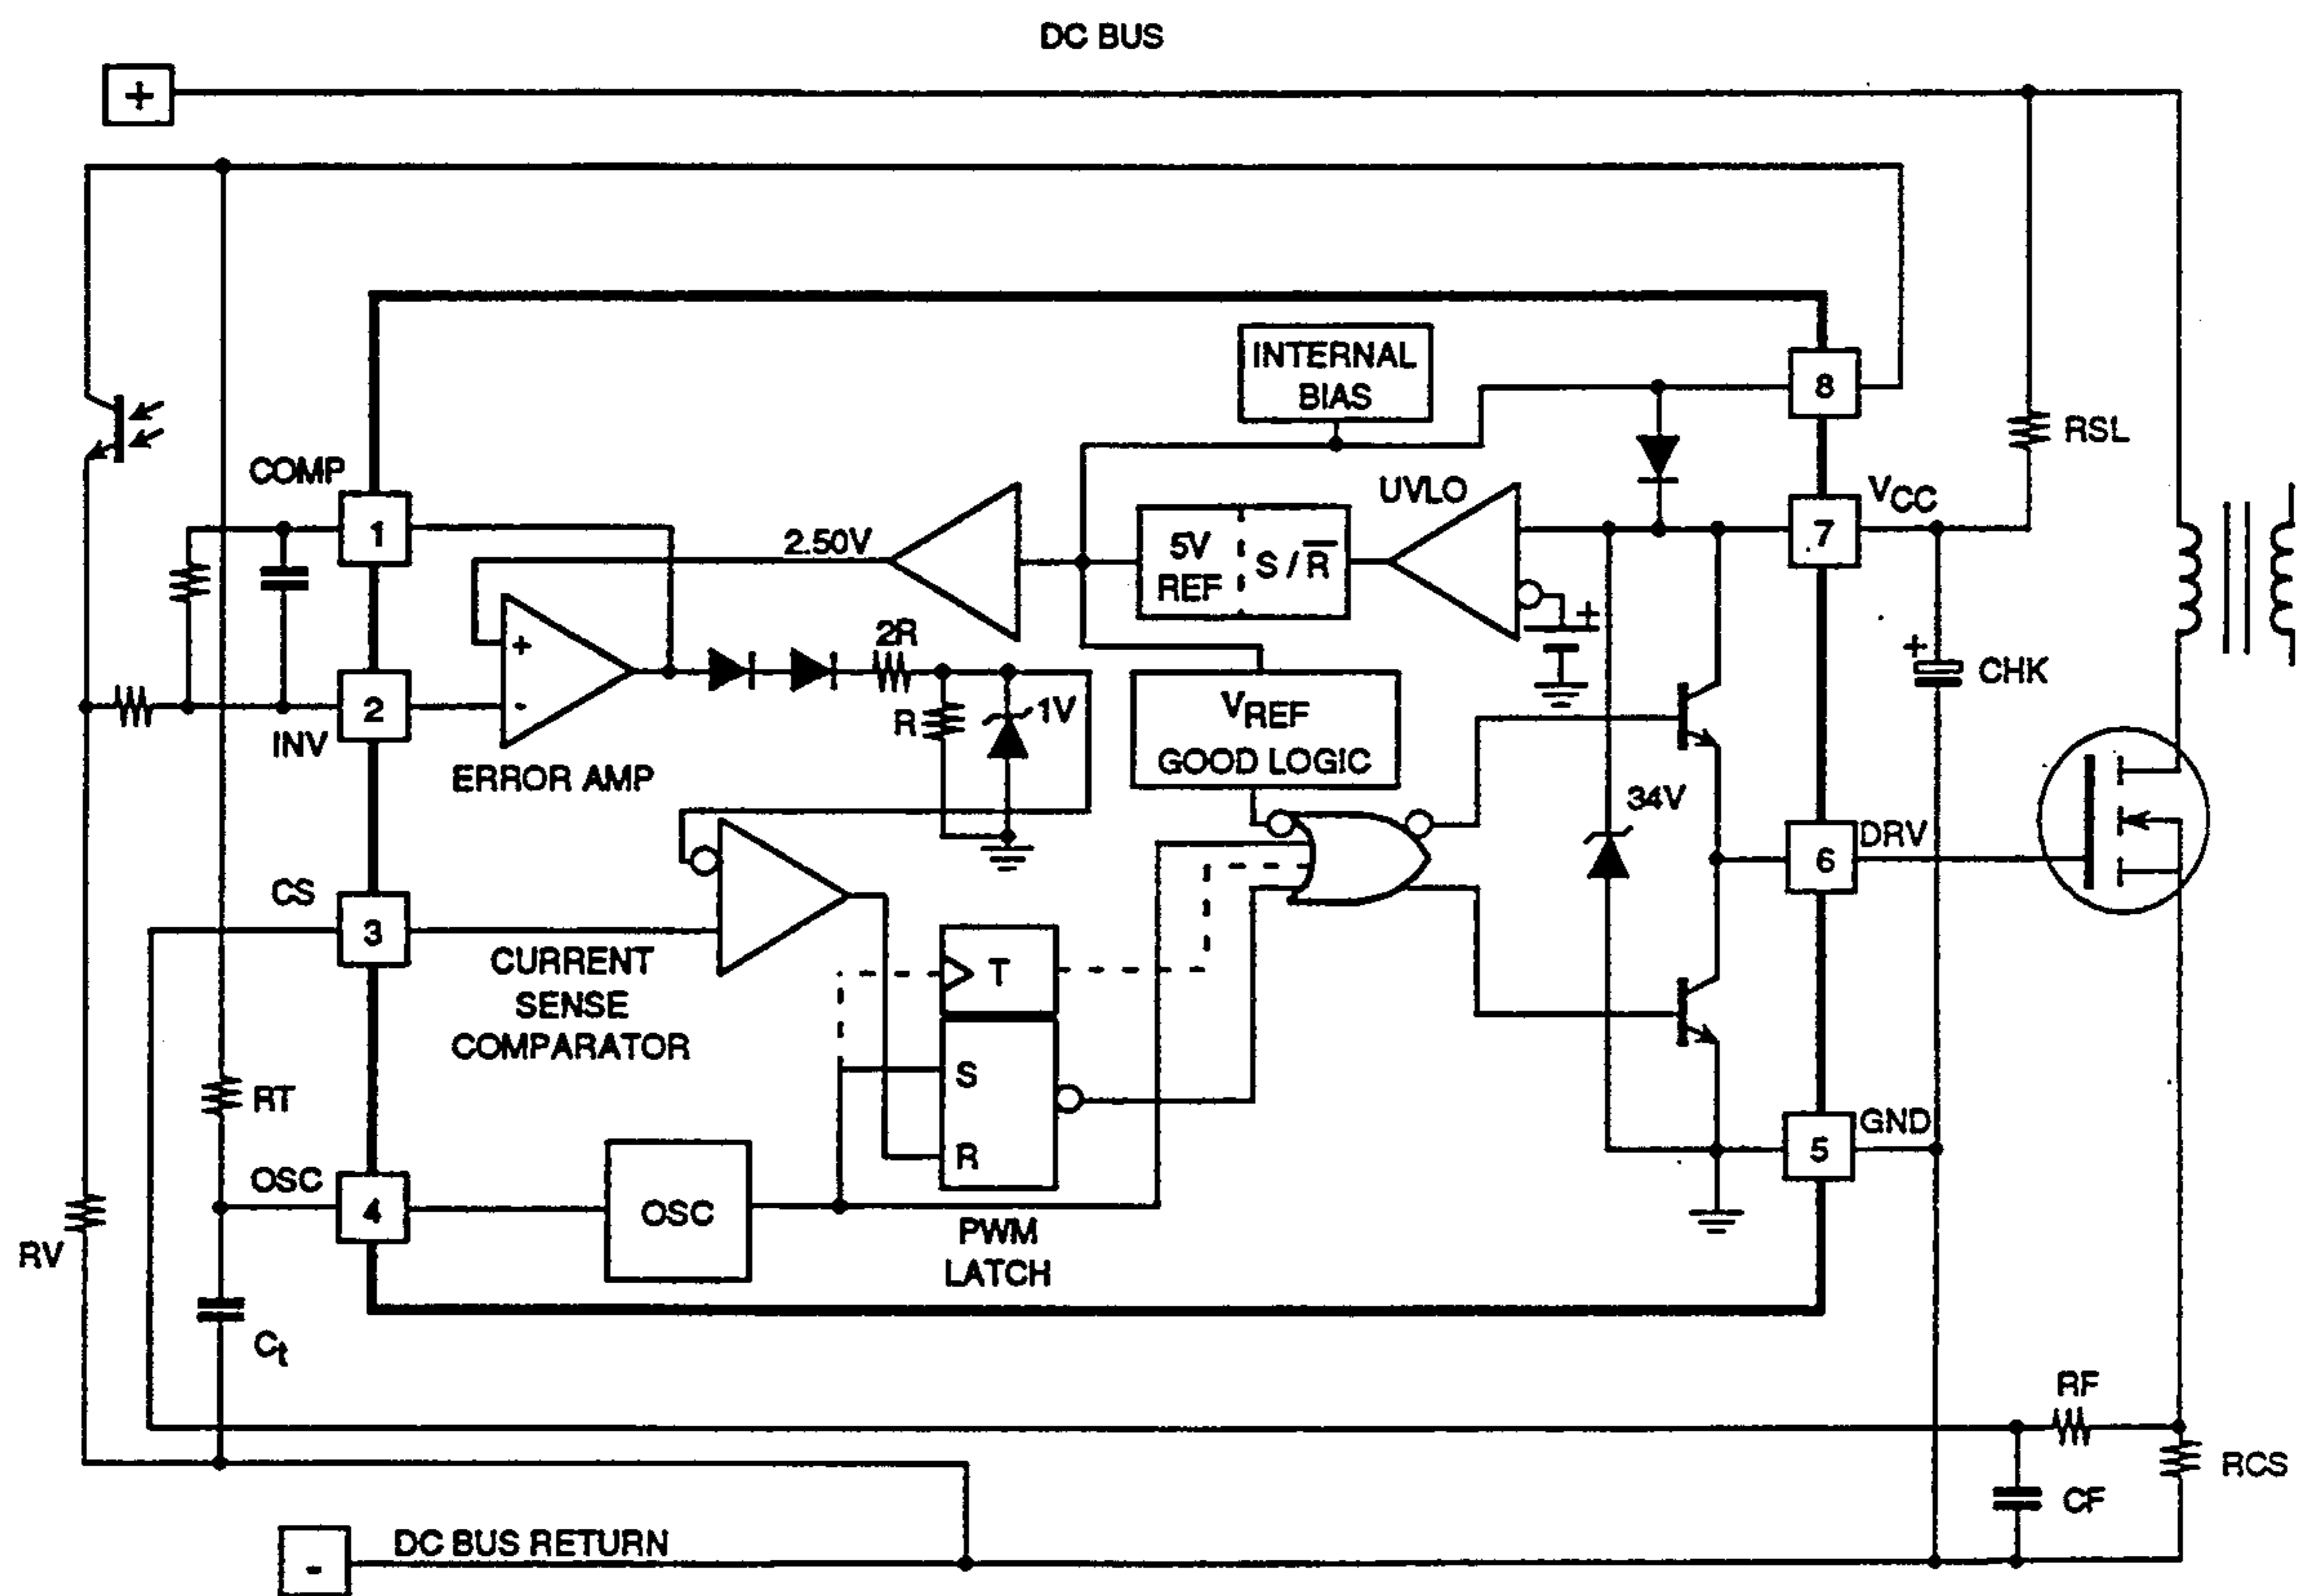 DC BUS
+
INTERNAL
BIAS
8
RSL
COMP
1
2.50V
5V
REF
S / R̅
UVLO
+
7
VCC
+
CHK
2R
+
-
R
1V
2
INV
ERROR AMP
VREF
GOOD LOGIC
34V
6
DRV
CS
3
CURRENT
SENSE
COMPARATOR
T
S
R
RT
OSC
4
OSC
PWM
LATCH
5
GND
RV
Ct
RF
RCS
CF
-
DC BUS RETURN